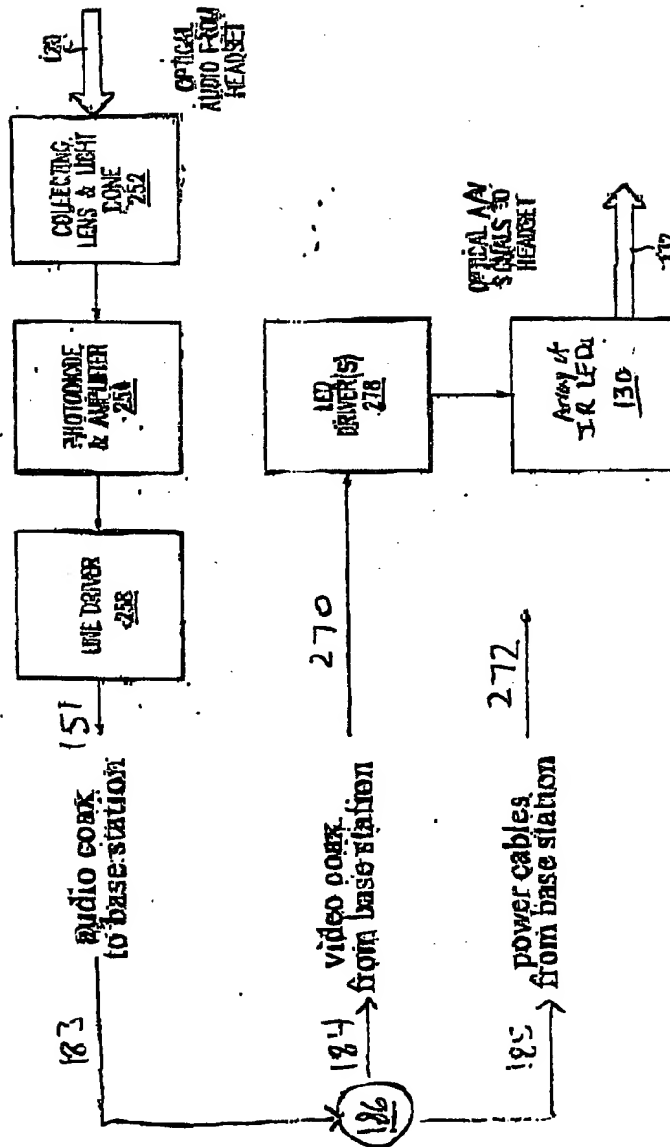 OPTICAL
AUDIO FROM
HEADSET
COLLECTING
LENS & LIGHT
CONE
252
PHOTODIODE
& AMPLIFIER
LINE DRIVER
258
151
audio coax
to base station
183
OPTICAL A/V
SIGNALS TO
HEADSET
LED
DRIVER(S)
278
Array of
IR LEDs
130
270
video coax
from base station
184
186
272
power cables
from base station
185